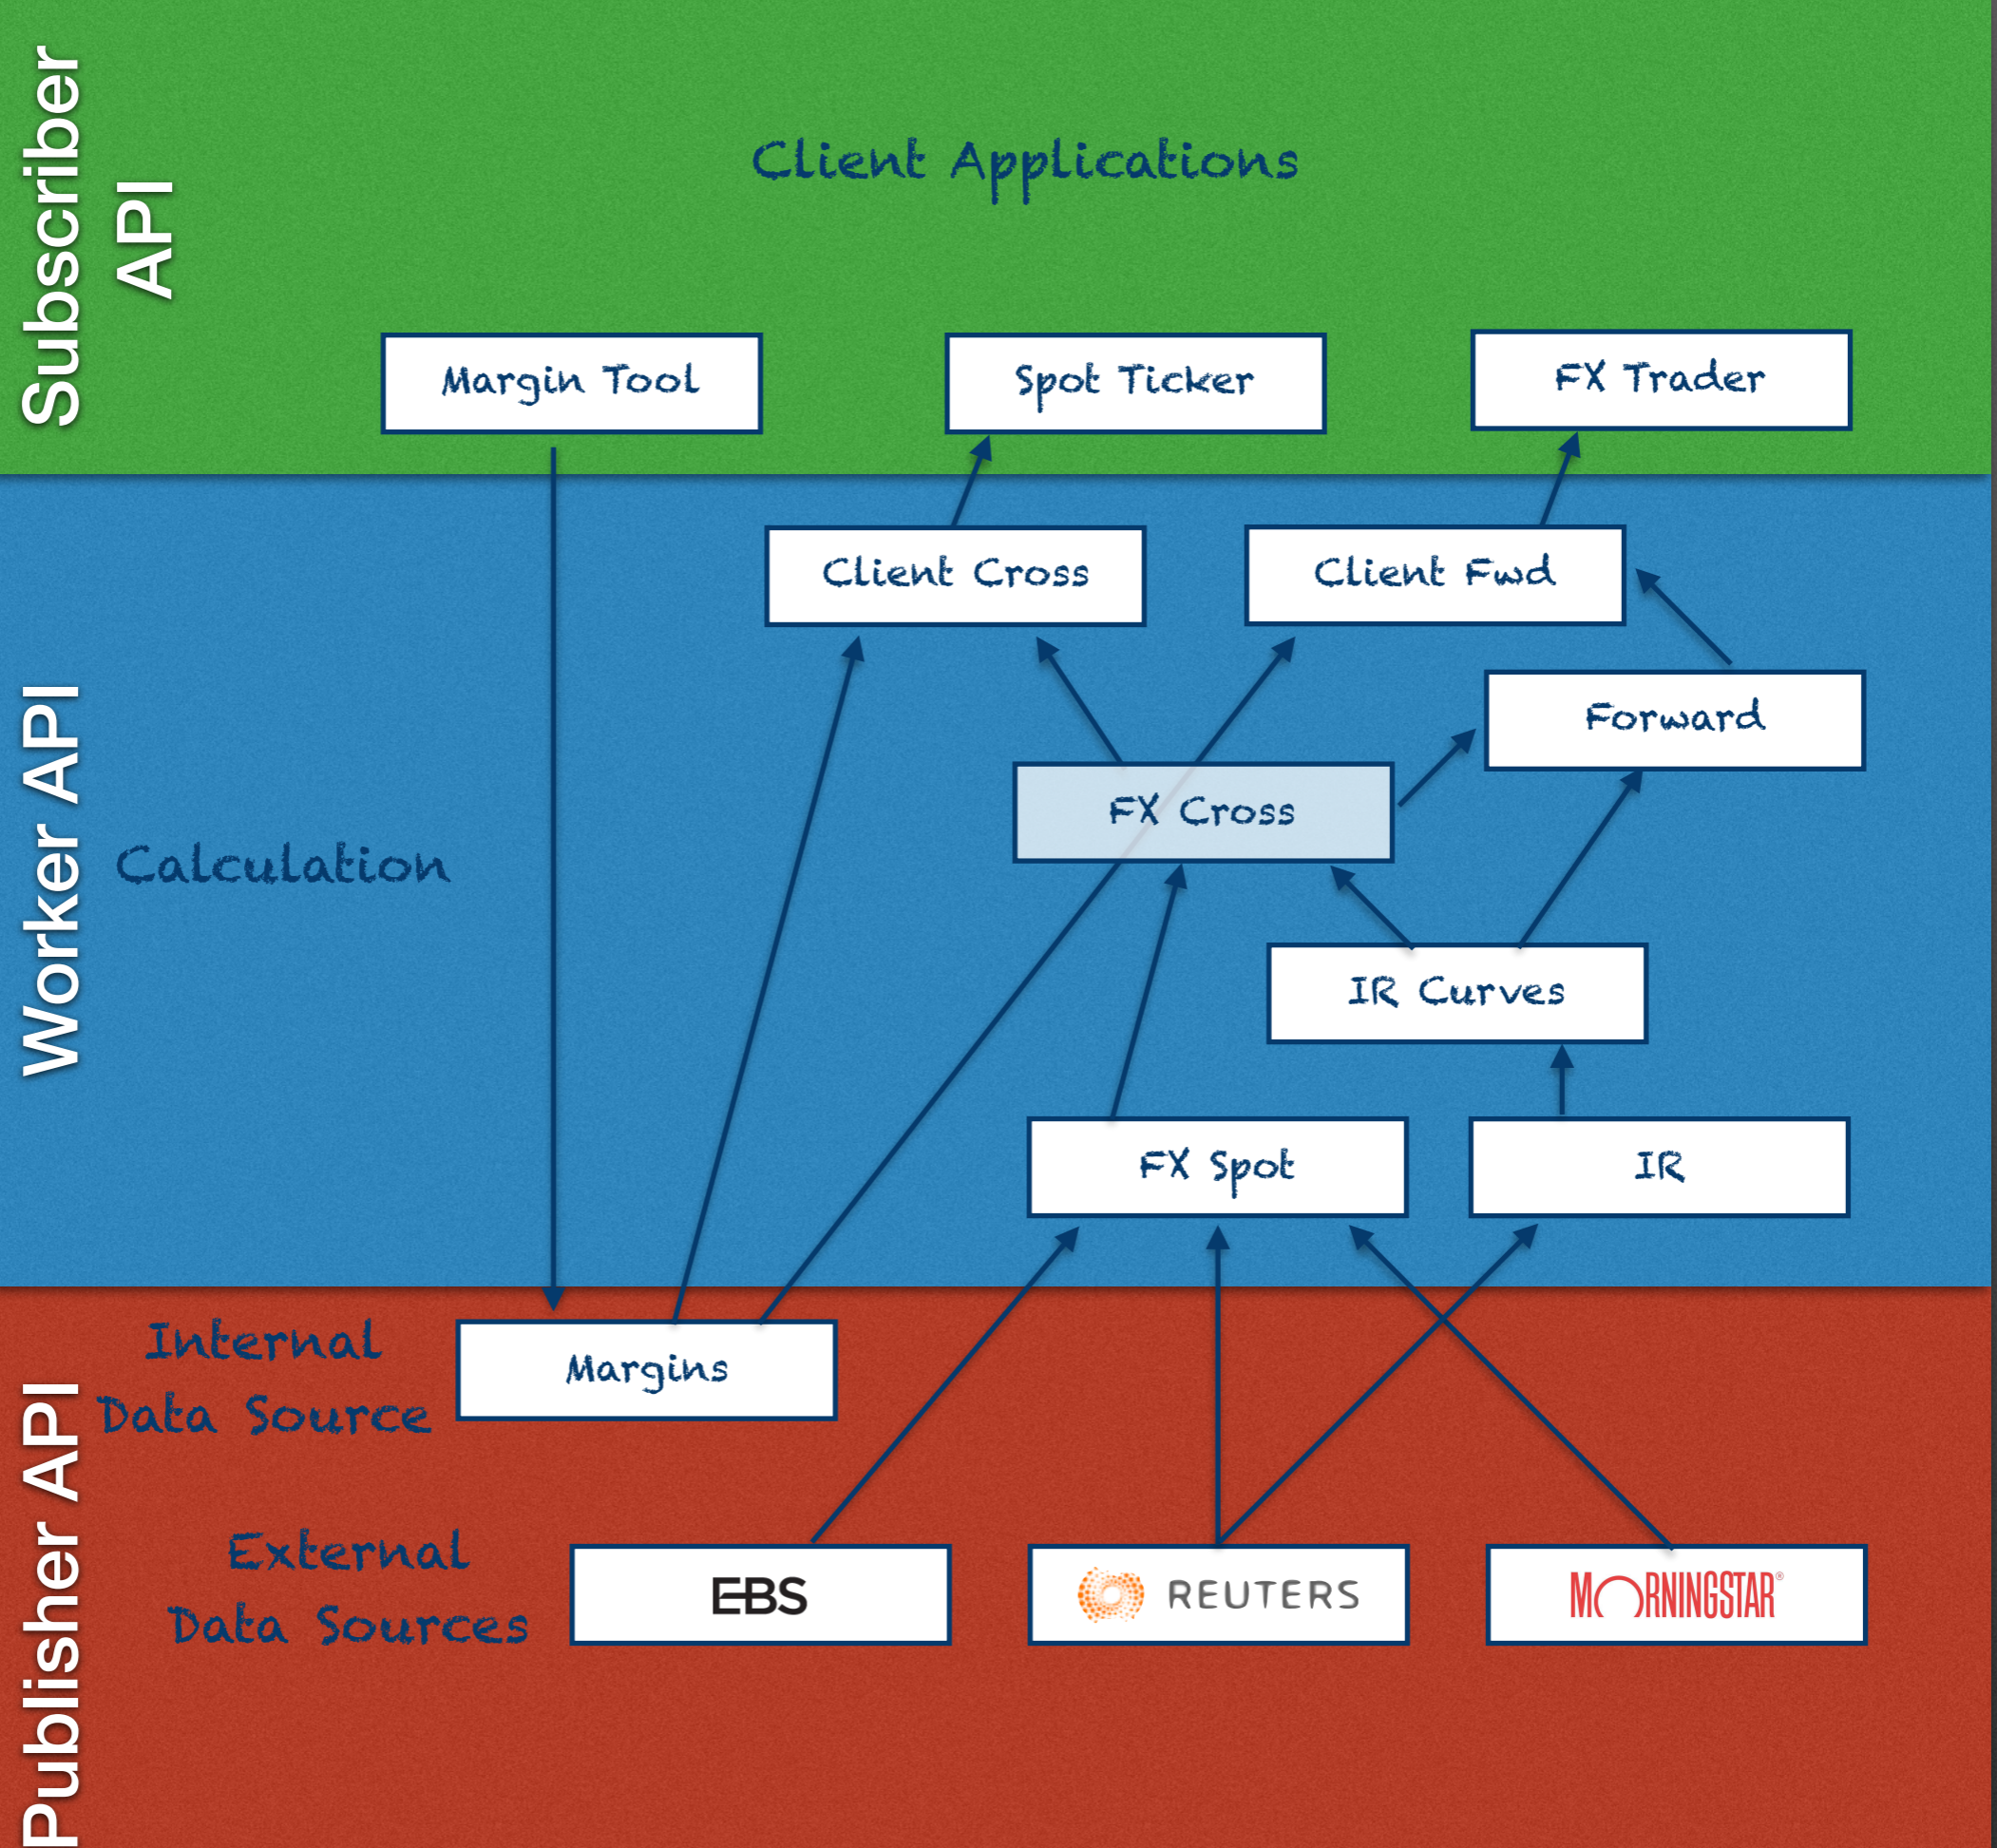 Subscriber
API
Client Applications
Margin Tool
Spot Ticker
FX Trader
Worker API
Client Cross
Client Fwd
Forward
FX Cross
Calculation
IR Curves
FX Spot
IR
Publisher API
Internal
Data Source
Margins
External
Data Sources
EBS
REUTERS
MORNINGSTAR®